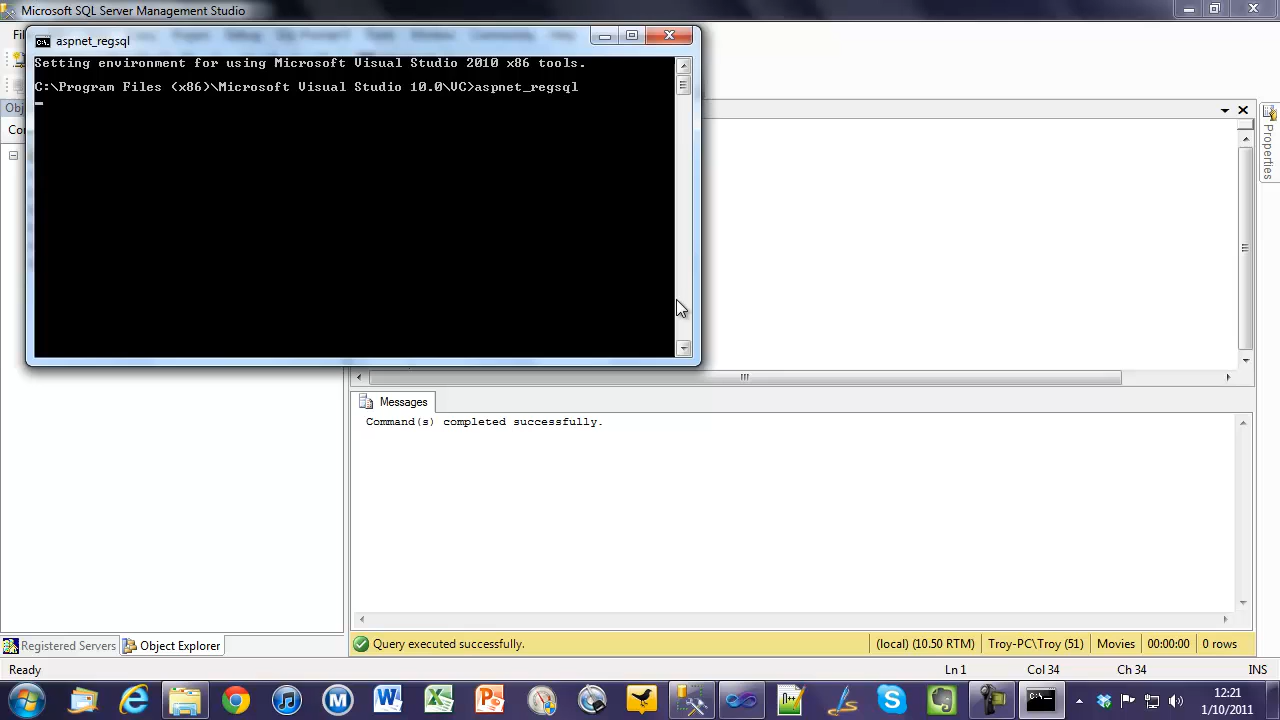 Microsoft SQL Server Management Studio
aspnet_regsql
Setting environment for using Microsoft Visual Studio 2010 x86 tools.
C:\Program Files (x86)\Microsoft Visual Studio 10.0\VC>aspnet_regsql
Properties
Messages
Command(s) completed successfully.
Registered Servers
Object Explorer
Query executed successfully.
(local) (10.50 RTM)
Troy-PC\Troy (51)
Movies
00:00:00
0 rows
Ready
Ln 1
Col 34
Ch 34
INS
12:21
1/10/2011